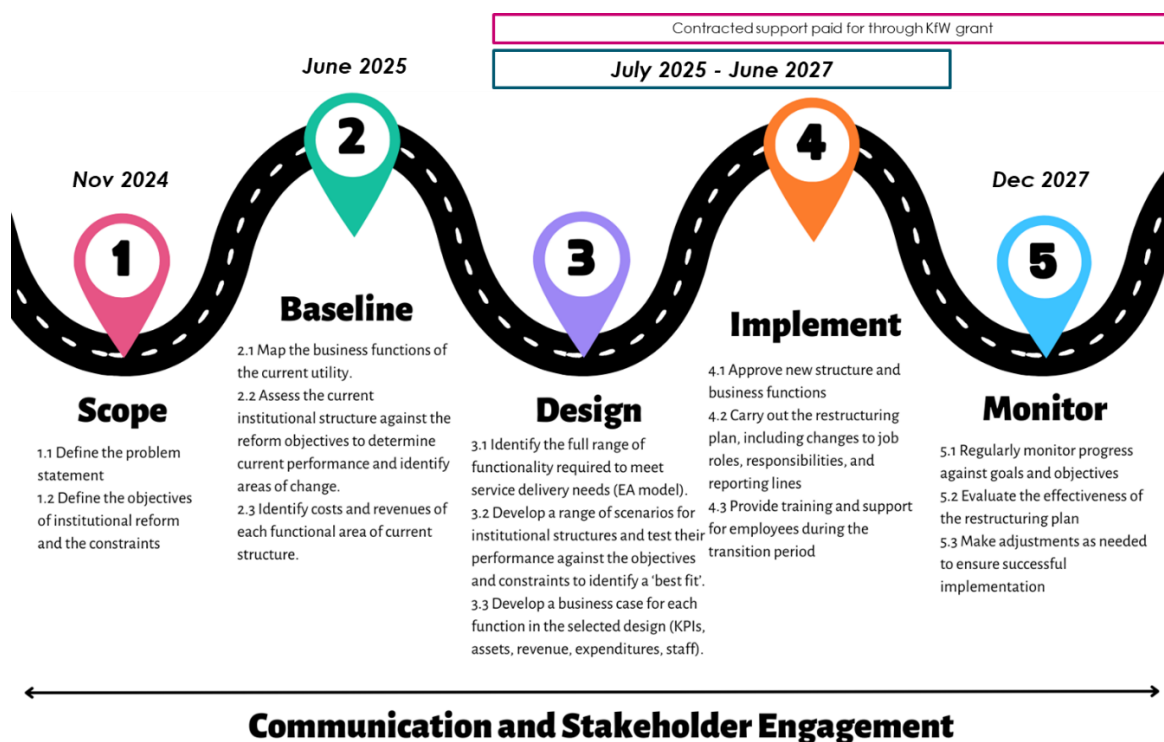 Contracted support paid for through KfW grant
July 2025 - June 2027
June 2025
Nov 2024
Dec 2027
1
2
3
4
5
Scope
1.1 Define the problem
statement
1.2 Define the objectives
of institutional reform
and the constraints
Baseline
2.1 Map the business functions of
the current utility.
2.2 Assess the current
institutional structure against the
reform objectives to determine
current performance and identify
areas of change.
2.3 Identify costs and revenues of
each functional area of current
structure.
Design
3.1 Identify the full range of
functionality required to meet
service delivery needs (EA model).
3.2 Develop a range of scenarios for
institutional structures and test their
performance against the objectives
and constraints to identify a ‘best fit’.
3.3 Develop a business case for each
function in the selected design (KPIs,
assets, revenue, expenditures, staff).
Implement
4.1 Approve new structure and
business functions
4.2 Carry out the restructuring
plan, including changes to job
roles, responsibilities, and
reporting lines
4.3 Provide training and support
for employees during the
transition period
Monitor
5.1 Regularly monitor progress
against goals and objectives
5.2 Evaluate the effectiveness of
the restructuring plan
5.3 Make adjustments as needed
to ensure successful
implementation
Communication and Stakeholder Engagement